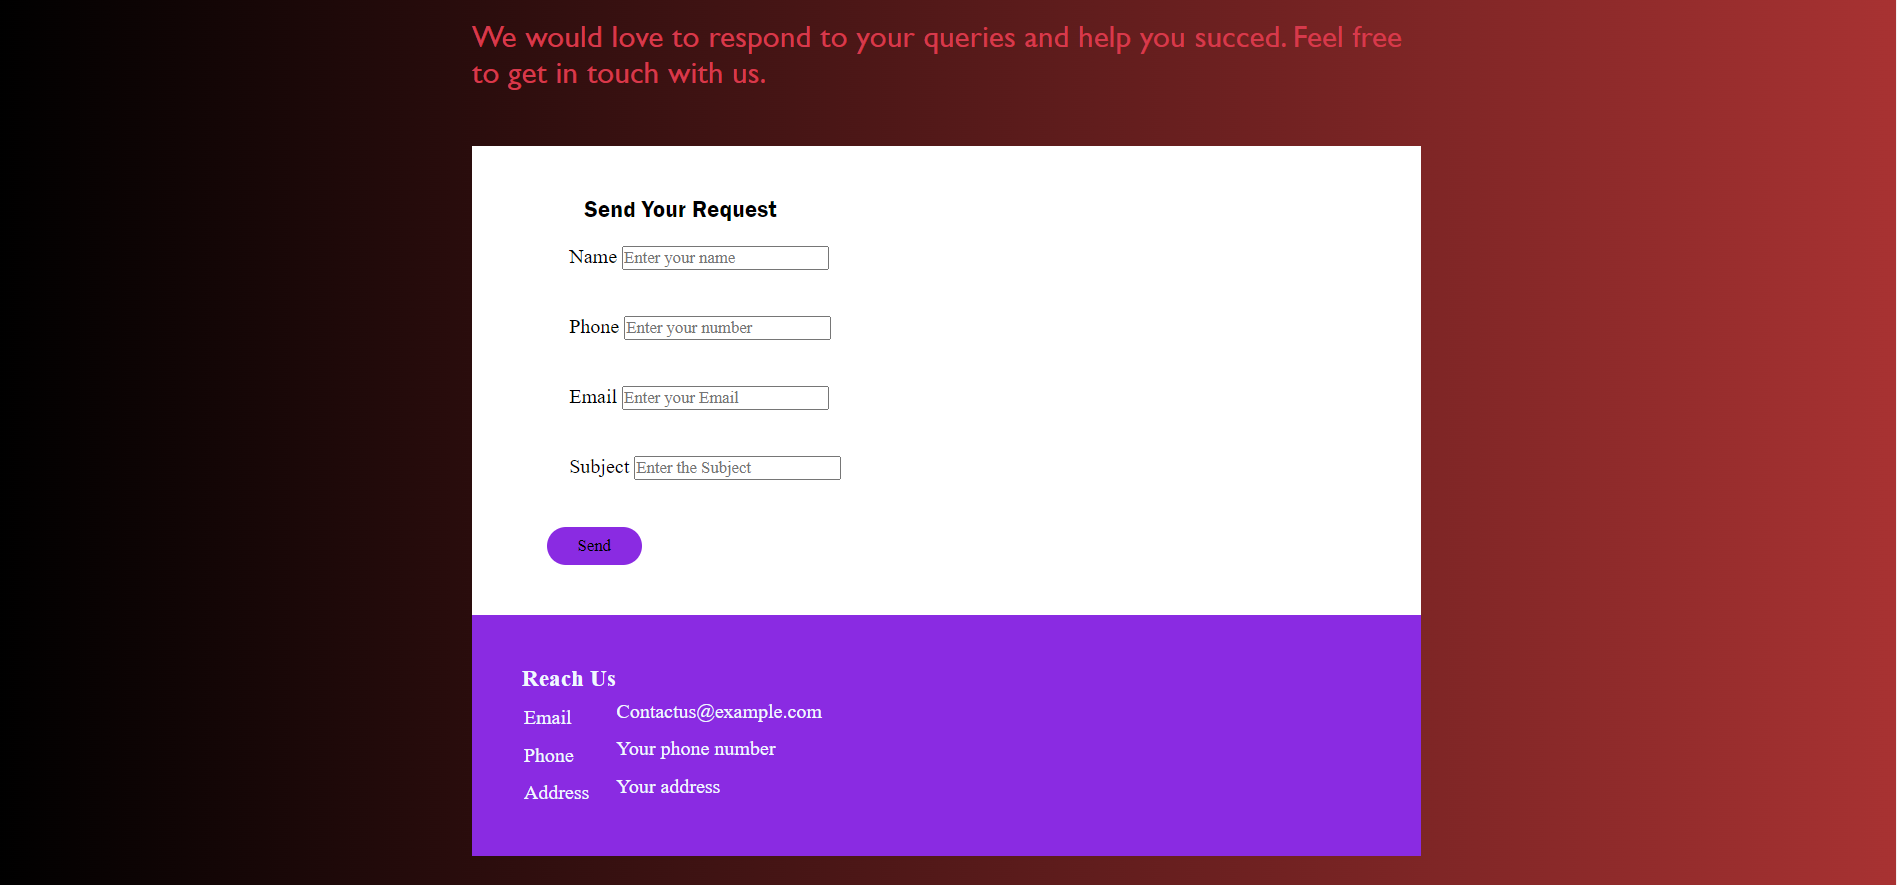 We would love to respond to your queries and help you succed. Feel free
to get in touch with us.
Send Your Request
Name Enter your name
Phone Enter your number
Email Enter your Email
Subject Enter the Subject
Send
Reach Us
Email Contactus@example.com
Phone Your phone number
Address Your address